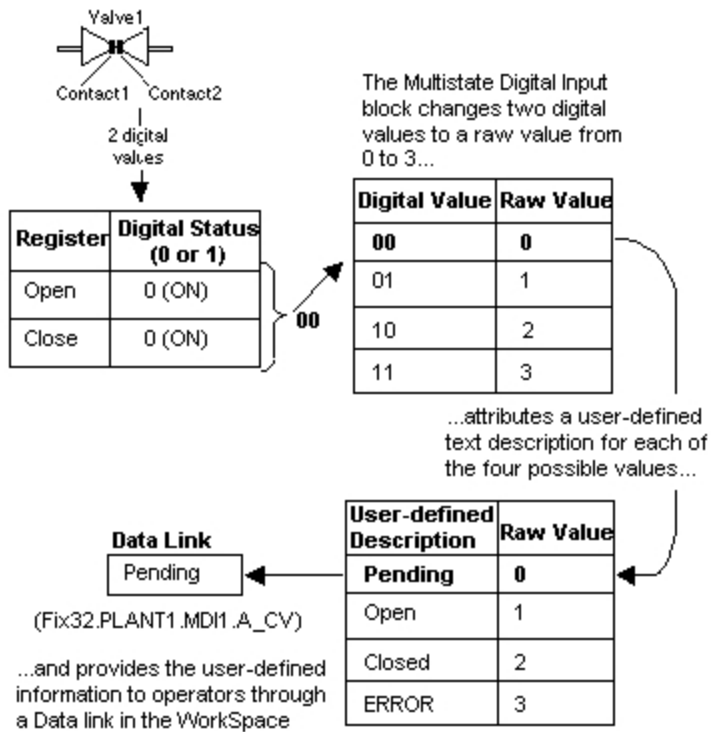 Valve1
Contact1 Contact2
2 digital
values
Register Digital Status
(0 or 1)
Open 0 (ON)
Close 0 (ON)
00
The Multistate Digital Input
block changes two digital
values to a raw value from
0 to 3...
Digital Value Raw Value
00 0
01 1
10 2
11 3
...attributes a user-defined
text description for each of
the four possible values...
User-defined
Description Raw Value
Pending 0
Open 1
Closed 2
ERROR 3
Data Link
Pending
(Fix32.PLANT1.MDI1.A_CV)
...and provides the user-defined
information to operators through
a Data link in the WorkSpace